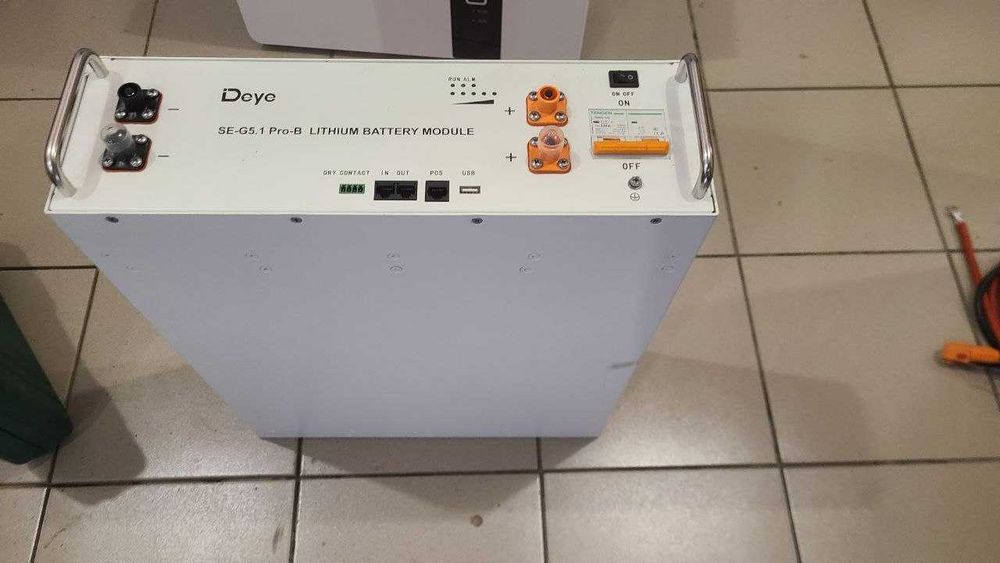 Deye
SE-G5.1 Pro-B LITHIUM BATTERY MODULE
RUN ALM
DRY CONTACT IN OUT PCS USB
+
+
−
−
ON OFF
ON
TENGEN
OFF